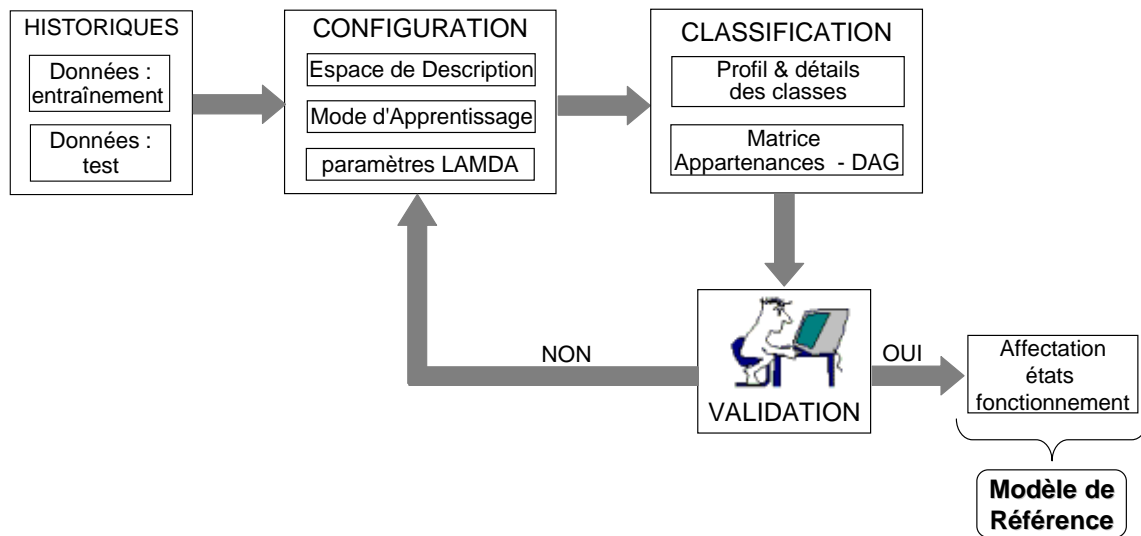 HISTORIQUES
Données :
entraînement
Données :
test
CONFIGURATION
Espace de Description
Mode d'Apprentissage
paramètres LAMDA
CLASSIFICATION
Profil & détails
des classes
Matrice
Appartenances - DAG
NON
VALIDATION
OUI
Affectation
états
fonctionnement
Modèle de
Référence